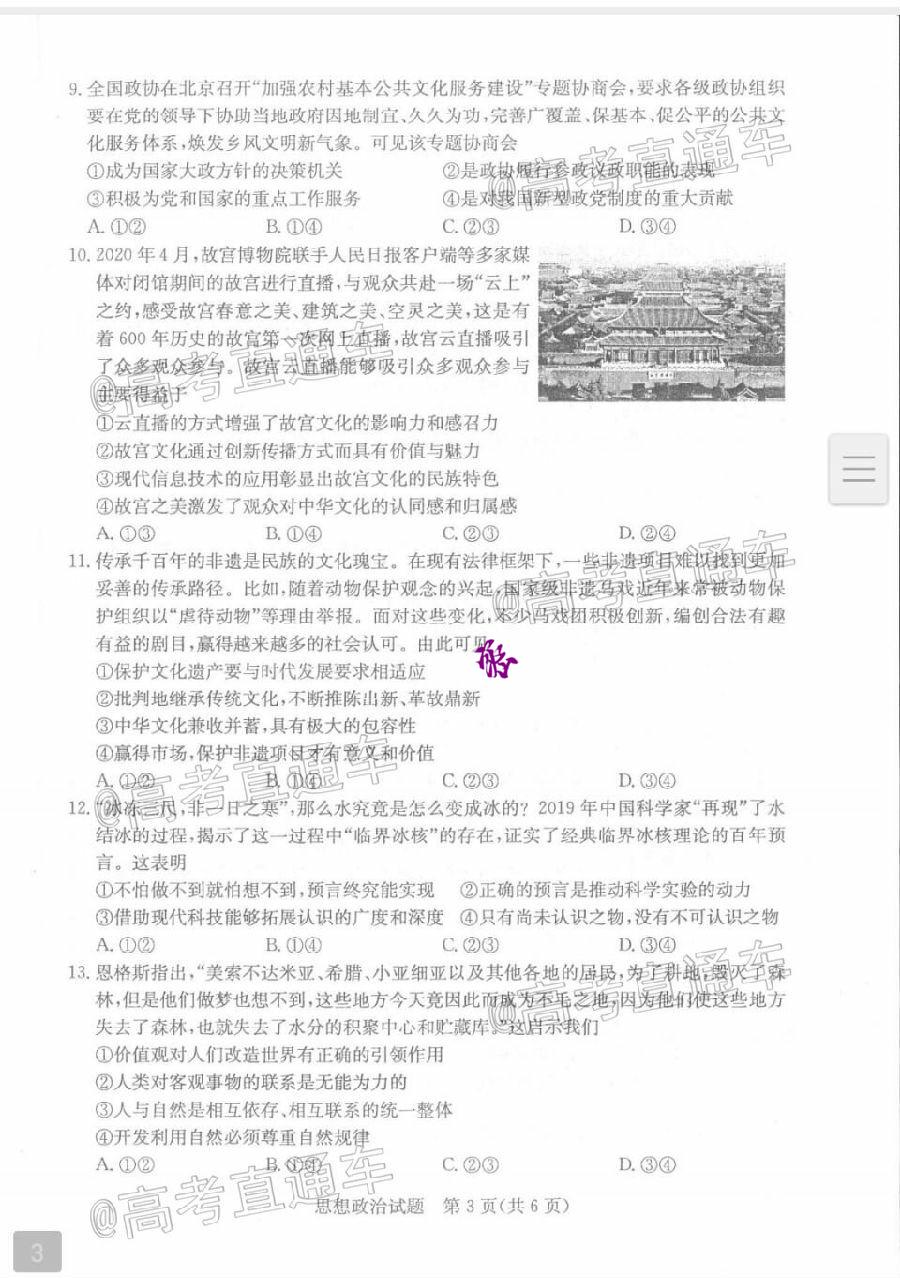 9. 全国政协在北京召开“加强农村基本公共文化服务建设”专题协商会,要求各级政协组织
要在党的领导下协助当地政府因地制宜、久久为功,完善广覆盖、保基本、促公平的公共文
化服务体系,焕发乡风文明新气象。可见该专题协商会
①成为国家大政方针的决策机关 ②是政协履行参政议政职能的表现
③积极为党和国家的重点工作服务 ④是对我国新型政党制度的重大贡献
A. ①② B. ①④ C. ②③ D. ③④
10. 2020 年 4 月,故宫博物院联手人民日报客户端等多家媒
体对闭馆期间的故宫进行直播,与观众共赴一场“云上”
之约,感受故宫春意之美、建筑之美、空灵之美,这是有
着 600 年历史的故宫第一次网上直播,故宫云直播吸引
了众多观众参与。故宫云直播能够吸引众多观众参与
主要得益于
①云直播的方式增强了故宫文化的影响力和感召力
②故宫文化通过创新传播方式而具有价值与魅力
③现代信息技术的应用彰显出故宫文化的民族特色
④故宫之美激发了观众对中华文化的认同感和归属感
A. ①③ B. ①④ C. ②③ D. ②④
11. 传承千百年的非遗是民族的文化瑰宝。在现有法律框架下,一些非遗项目难以找到更加
妥善的传承路径。比如,随着动物保护观念的兴起,国家级非遗马戏近年来常被动物保
护组织以“虐待动物”等理由举报。面对这些变化,不少马戏团积极创新,编创合法有趣
有益的剧目,赢得越来越多的社会认可。由此可见
①保护文化遗产要与时代发展要求相适应
②批判地继承传统文化,不断推陈出新、革故鼎新
③中华文化兼收并蓄,具有极大的包容性
④赢得市场,保护非遗项目才有意义和价值
A. ①② B. ①④ C. ②③ D. ③④
12. “冰冻三尺,非一日之寒”,那么水究竟是怎么变成冰的? 2019 年中国科学家“再现”了水
结冰的过程,揭示了这一过程中“临界冰核”的存在,证实了经典临界冰核理论的百年预
言。这表明
①不怕做不到就怕想不到,预言终究能实现 ②正确的预言是推动科学实验的动力
③借助现代科技能够拓展认识的广度和深度 ④只有尚未认识之物,没有不可认识之物
A. ①② B. ①④ C. ②③ D. ③④
13. 恩格斯指出,“美索不达米亚、希腊、小亚细亚以及其他各地的居民,为了耕地,毁灭了森
林,但是他们做梦也想不到,这些地方今天竟因此而成为不毛之地,因为他们使这些地方
失去了森林,也就失去了水分的积聚中心和贮藏库。这启示我们
①价值观对人们改造世界有正确的引领作用
②人类对客观事物的联系是无能为力的
③人与自然是相互依存、相互联系的统一整体
④开发利用自然必须尊重自然规律
A. ①② B. ①④ C. ②③ D. ③④
思想政治试题 第 3 页(共 6 页)
3
@高考直通车
@高考直通车
@高考直通车
@高考直通车
@高考直通车
@高考直通车